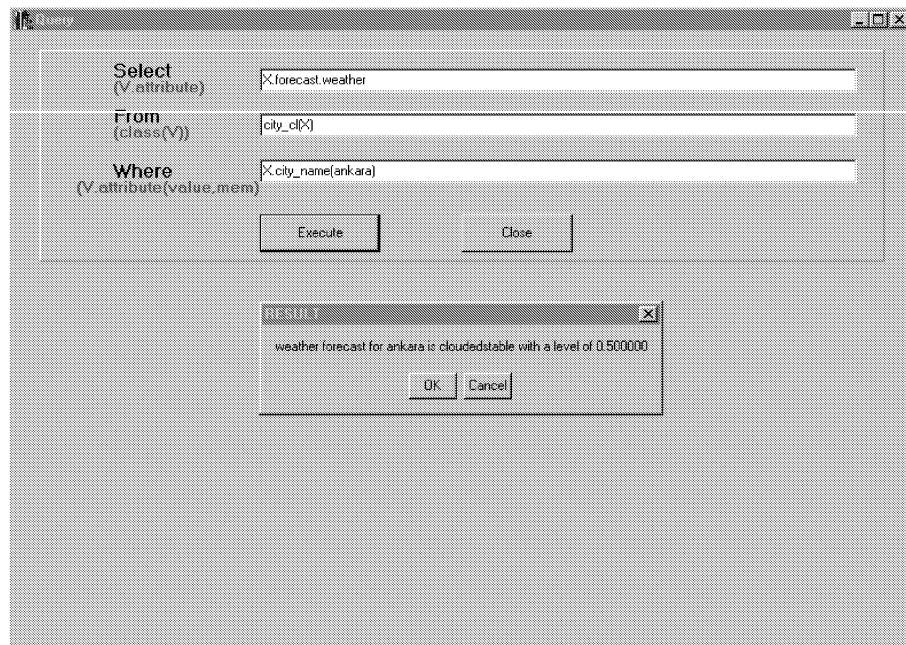 Query
Select
(V.attribute)
X.forecast.weather
From
(class(V))
city_cl(X)
Where
(V.attribute(value,mem)
X.city_name(ankara)
Execute
Close
RESULT
weather forecast for ankara is cloudedstable with a level of 0.500000
OK
Cancel